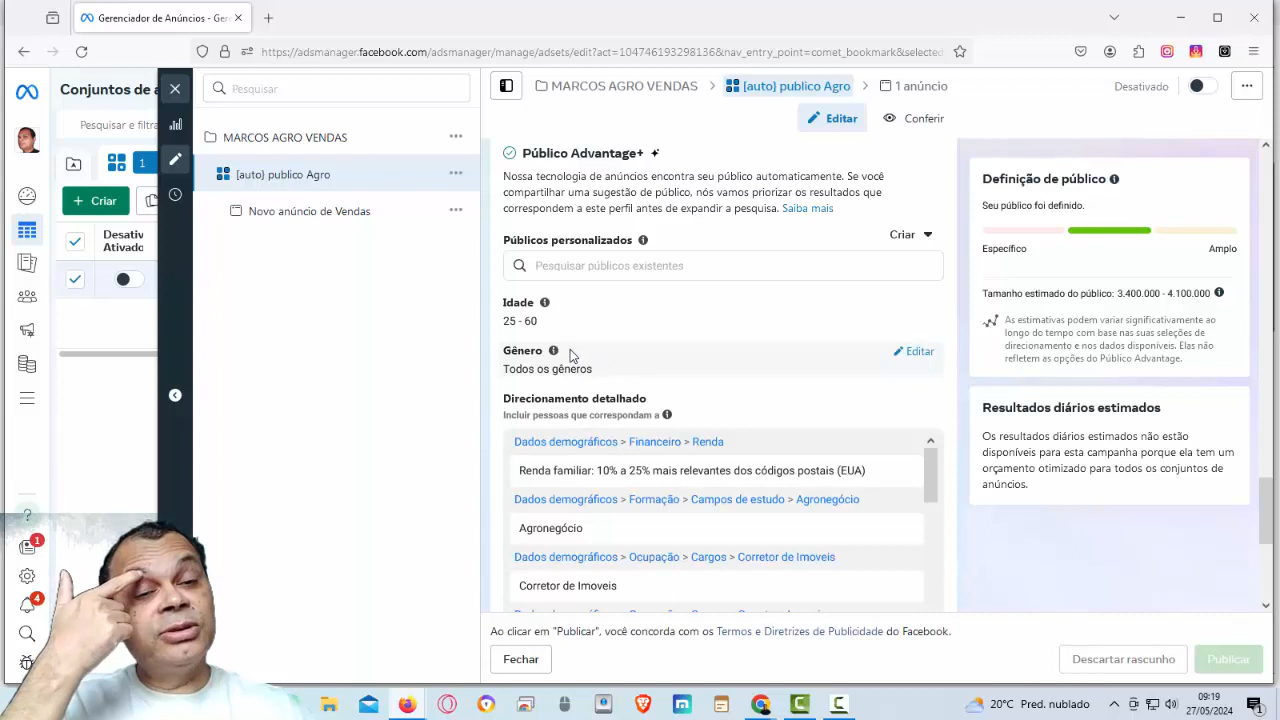 Gerenciador de Anúncios - Ger
https://adsmanager.facebook.com/adsmanager/manage/adsets/edit?act=10474619329813&nav_entry_point=comet_bookmark&selected
Conjuntos de a
Pesquisar
MARCOS AGRO VENDAS
[auto} publico Agro
1 anúncio
Desativado
Editar
Conferir
Pesquisar e filtra
1
Criar
Desativ
Ativado
MARCOS AGRO VENDAS
[auto} publico Agro
Novo anúncio de Vendas
Público Advantage+
Nossa tecnologia de anúncios encontra seu público automaticamente. Se você
compartilhar uma sugestão de público, nós vamos priorizar os resultados que
correspondem a este perfil antes de expandir a pesquisa. Saiba mais
Públicos personalizados
Criar
Pesquisar públicos existentes
Idade
25 - 60
Gênero
Editar
Todos os gêneros
Direcionamento detalhado
Incluir pessoas que correspondam a
Dados demográficos > Financeiro > Renda
Renda familiar: 10% a 25% mais relevantes dos códigos postais (EUA)
Dados demográficos > Formação > Campos de estudo > Agronegócio
Agronegócio
Dados demográficos > Ocupação > Cargos > Corretor de Imoveis
Corretor de Imoveis
Definição de público
Seu público foi definido.
Específico
Amplo
Tamanho estimado do público: 3.400.000 - 4.100.000
As estimativas podem variar significativamente ao
longo do tempo com base nas suas seleções de
direcionamento e nos dados disponíveis. Elas não
refletem as opções do Público Advantage.
Resultados diários estimados
Os resultados diários estimados não estão
disponíveis para esta campanha porque ela tem um
orçamento otimizado para todos os conjuntos de
anúncios.
Ao clicar em "Publicar", você concorda com os Termos e Diretrizes de Publicidade do Facebook.
Fechar
Descartar rascunho
Publicar
1
4
20°C Pred. nublado
09:19
27/05/2024
1